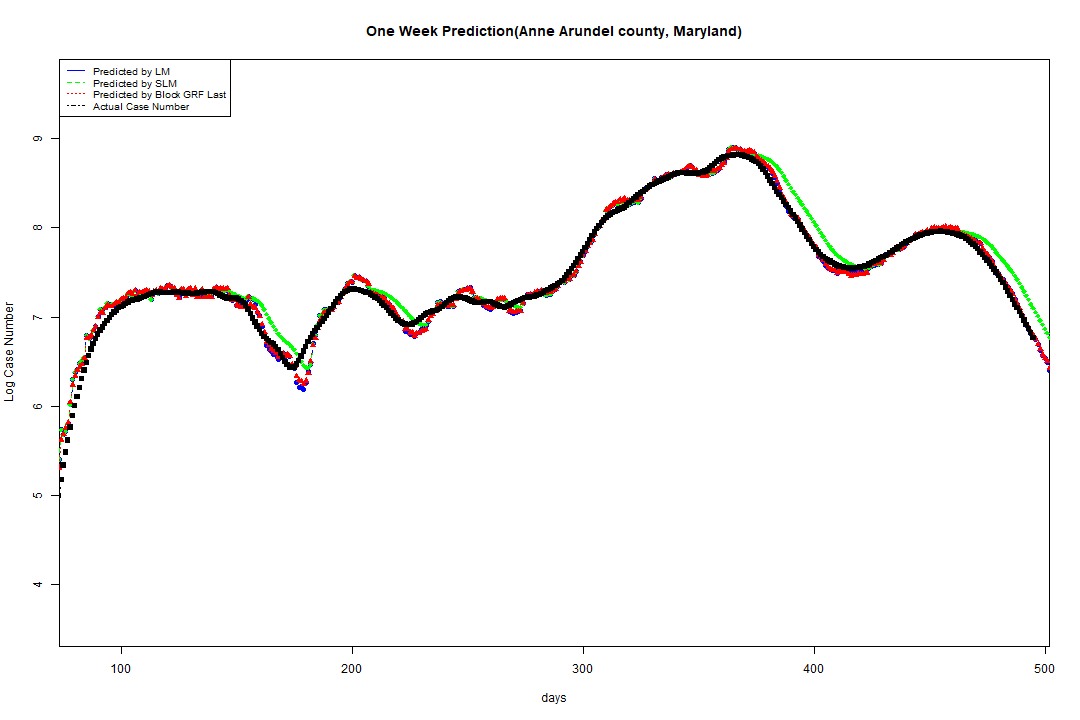 One Week Prediction(Anne Arundel county, Maryland)
Predicted by LM
Predicted by SLM
Predicted by Block GRF Last
Actual Case Number
9
8
7
6
5
4
Log Case Number
100 200 300 400 500
days